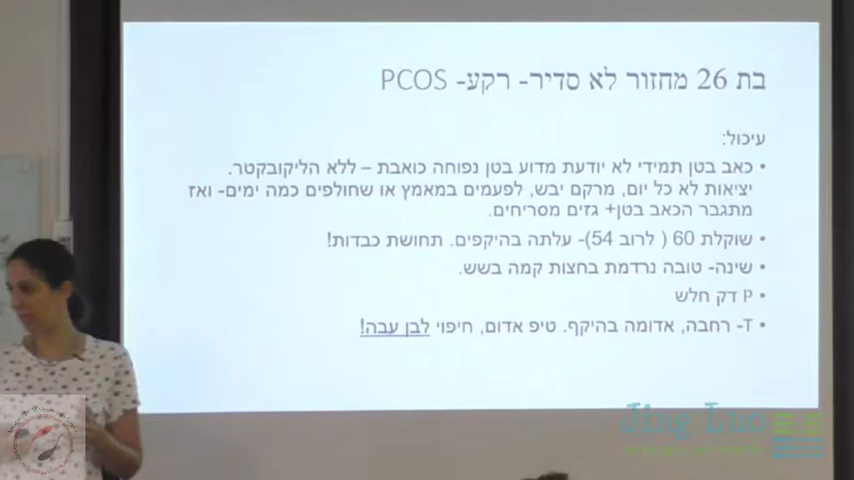 בת 26 מחזור לא סדיר- רקע- PCOS
עיכול:
• כאב בטן תמידי לא יודעת מדוע בטן נפוחה כואבת – ללא הליקובקטר.
יציאות לא כל יום, מרקם יבש, לפעמים במאמץ או שחולפים כמה ימים- ואז
מתגבר הכאב בטן+ גזים מסריחים.
• שוקלת 60 ( לרוב 54)- עלתה בהיקפים. תחושת כבדות!
• שינה- טובה נרדמת בחצות קמה בשש.
• P דק חלש
• T- רחבה, אדומה בהיקף. טיפ אדום, חיפוי לבן עבה!
Jing Luo